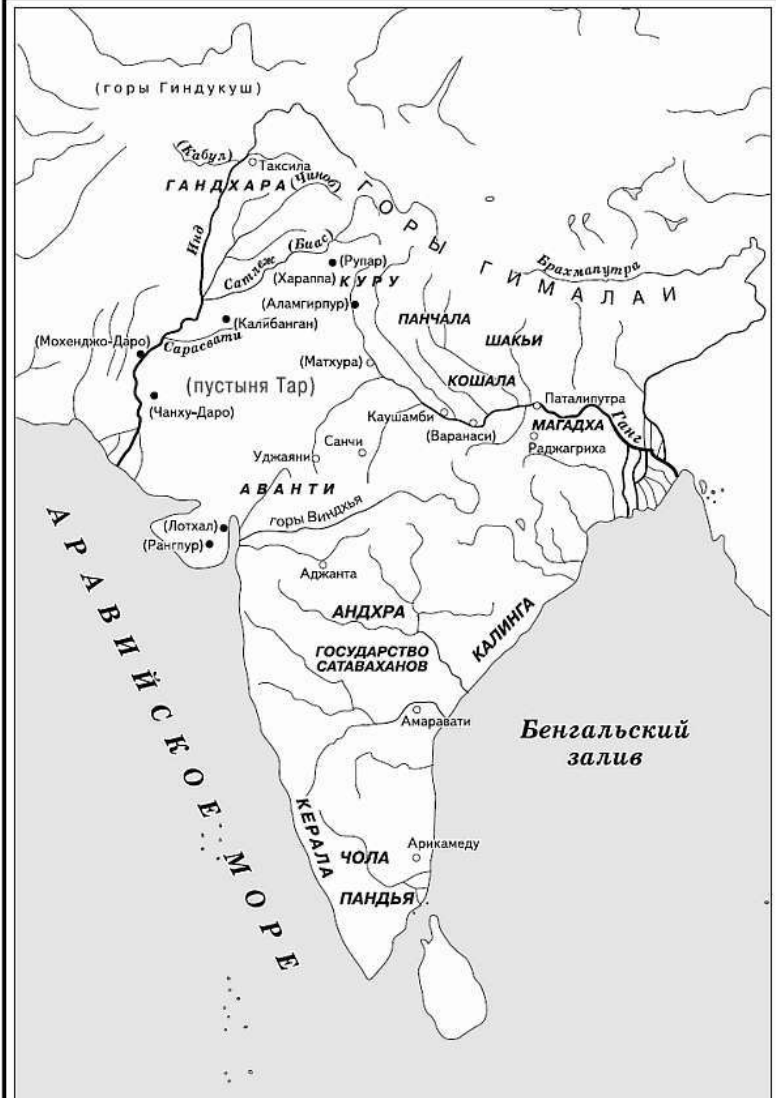 (горы Гиндукуш)
(Кабул)
Таксила
ГАНДХАРА
(Чиноб)
ГОРЫ ГИМАЛАИ
Инд
Сатлеж
(Биас)
(Рупар)
(Хараппа)
КУРУ
Брахмапутра
(Аламгирпур)
(Калибанган)
ПАНЧАЛА
ШАКЬИ
(Мохенджо-Даро)
Сарасвати
(Матхура)
КОШАЛА
(пустыня Тар)
(Чанху-Даро)
Каушамби
Паталипутра
(Варанаси)
МАГАДХА
Ганг
Раджагриха
Санчи
Уджаяни
АВАНТИ
горы Виндхья
(Лотхал)
(Рангпур)
Аджанта
АНДХРА
КАЛИНГА
ГОСУДАРСТВО
САТАВАХАНОВ
Амаравати
Бенгальский
залив
АРАВИЙСКОЕ МОРЕ
КЕРАЛА
Арикамеду
ЧОЛА
ПАНДЬЯ